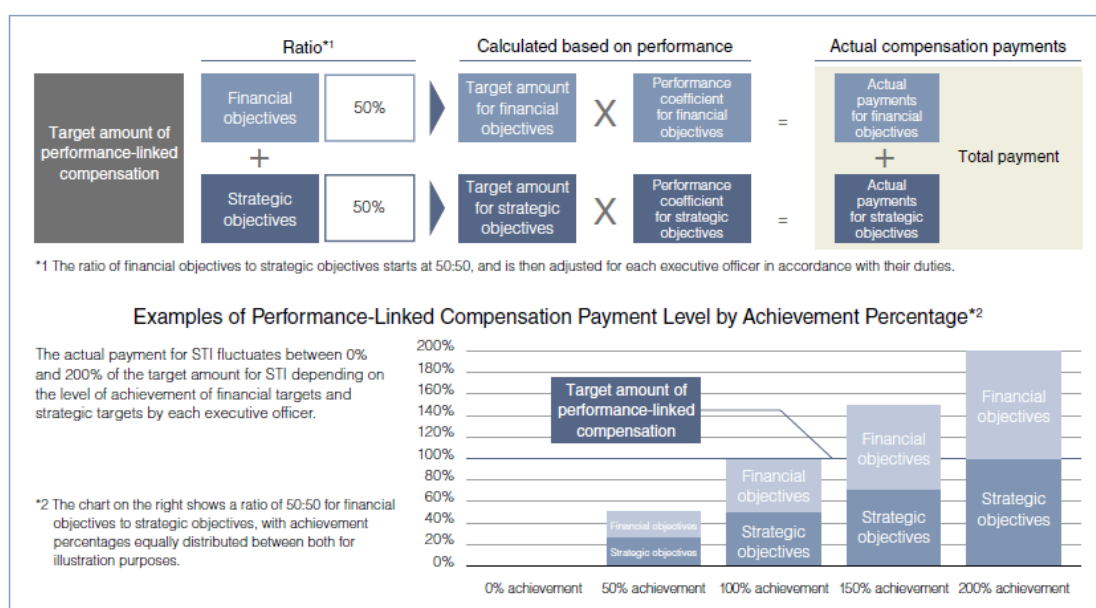 Ratio*1
Calculated based on performance
Actual compensation payments
Target amount of
performance-linked
compensation
Financial
objectives
50%
Target amount
for financial
objectives
X
Performance
coefficient
for financial
objectives
=
Actual
payments
for financial
objectives
+
+
Total payment
Strategic
objectives
50%
Target amount
for strategic
objectives
X
Performance
coefficient
for strategic
objectives
=
Actual
payments
for strategic
objectives
*1 The ratio of financial objectives to strategic objectives starts at 50:50, and is then adjusted for each executive officer in accordance with their duties.
Examples of Performance-Linked Compensation Payment Level by Achievement Percentage*2
The actual payment for STI fluctuates between 0%
and 200% of the target amount for STI depending on
the level of achievement of financial targets and
strategic targets by each executive officer.
*2 The chart on the right shows a ratio of 50:50 for financial
objectives to strategic objectives, with achievement
percentages equally distributed between both for
illustration purposes.
200%
180%
160%
140%
120%
100%
80%
60%
40%
20%
0%
Target amount of
performance-linked
compensation
Financial objectives
Strategic objectives
Financial
objectives
Strategic
objectives
Financial
objectives
Strategic
objectives
Financial
objectives
Strategic
objectives
0% achievement
50% achievement
100% achievement
150% achievement
200% achievement